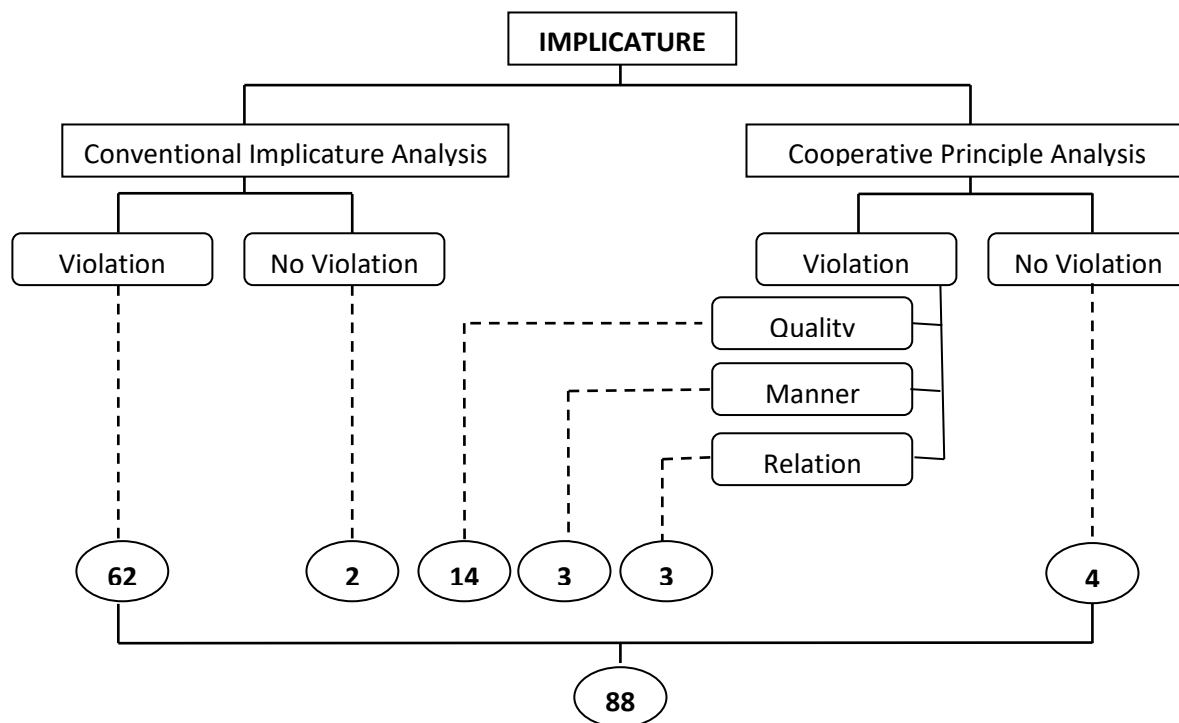 IMPLICATURE
Conventional Implicature Analysis
Cooperative Principle Analysis
Violation
No Violation
Violation
No Violation
Quality
Manner
Relation
62
2
14
3
3
4
88